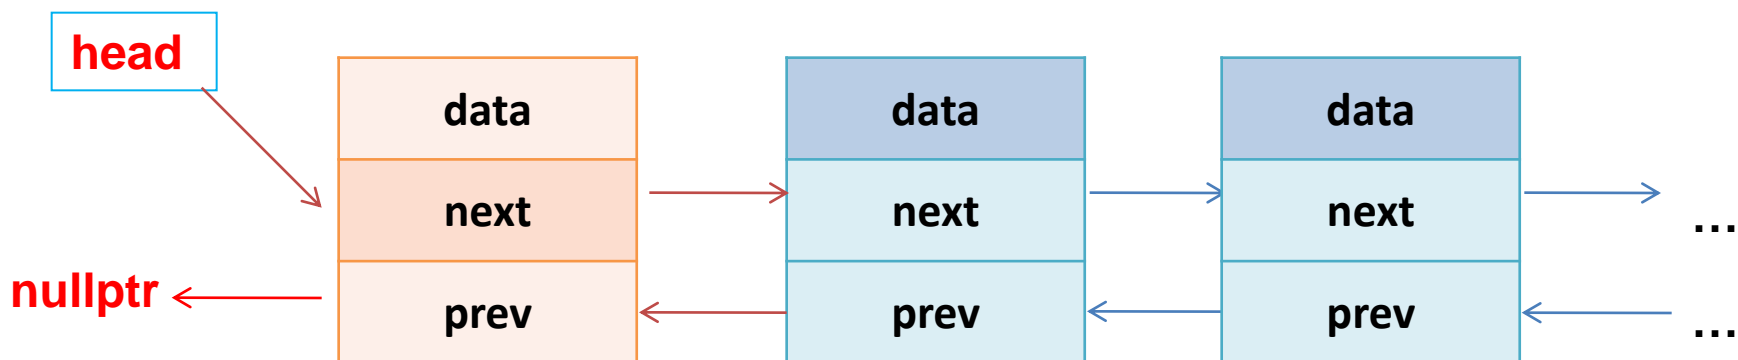 head
data data data
next next next ...
nullptr prev prev prev ...